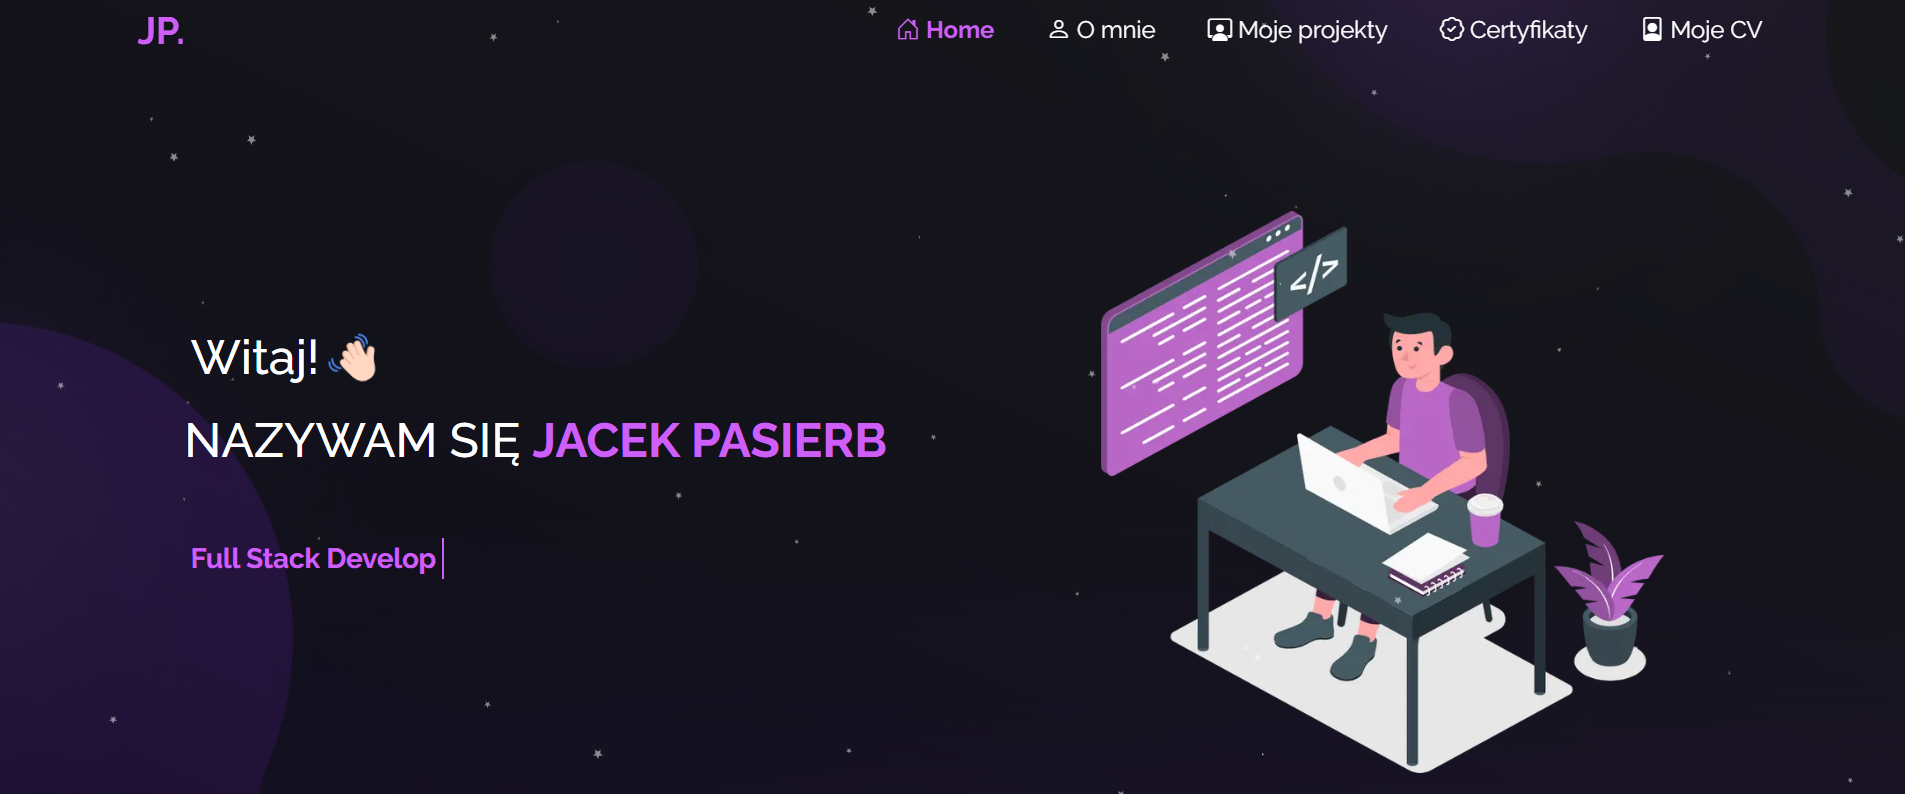 JP.
Home
O mnie
Moje projekty
Certyfikaty
Moje CV
</>
Witaj! 👋🏻
NAZYWAM SIĘ JACEK PASIERB
Full Stack Develop